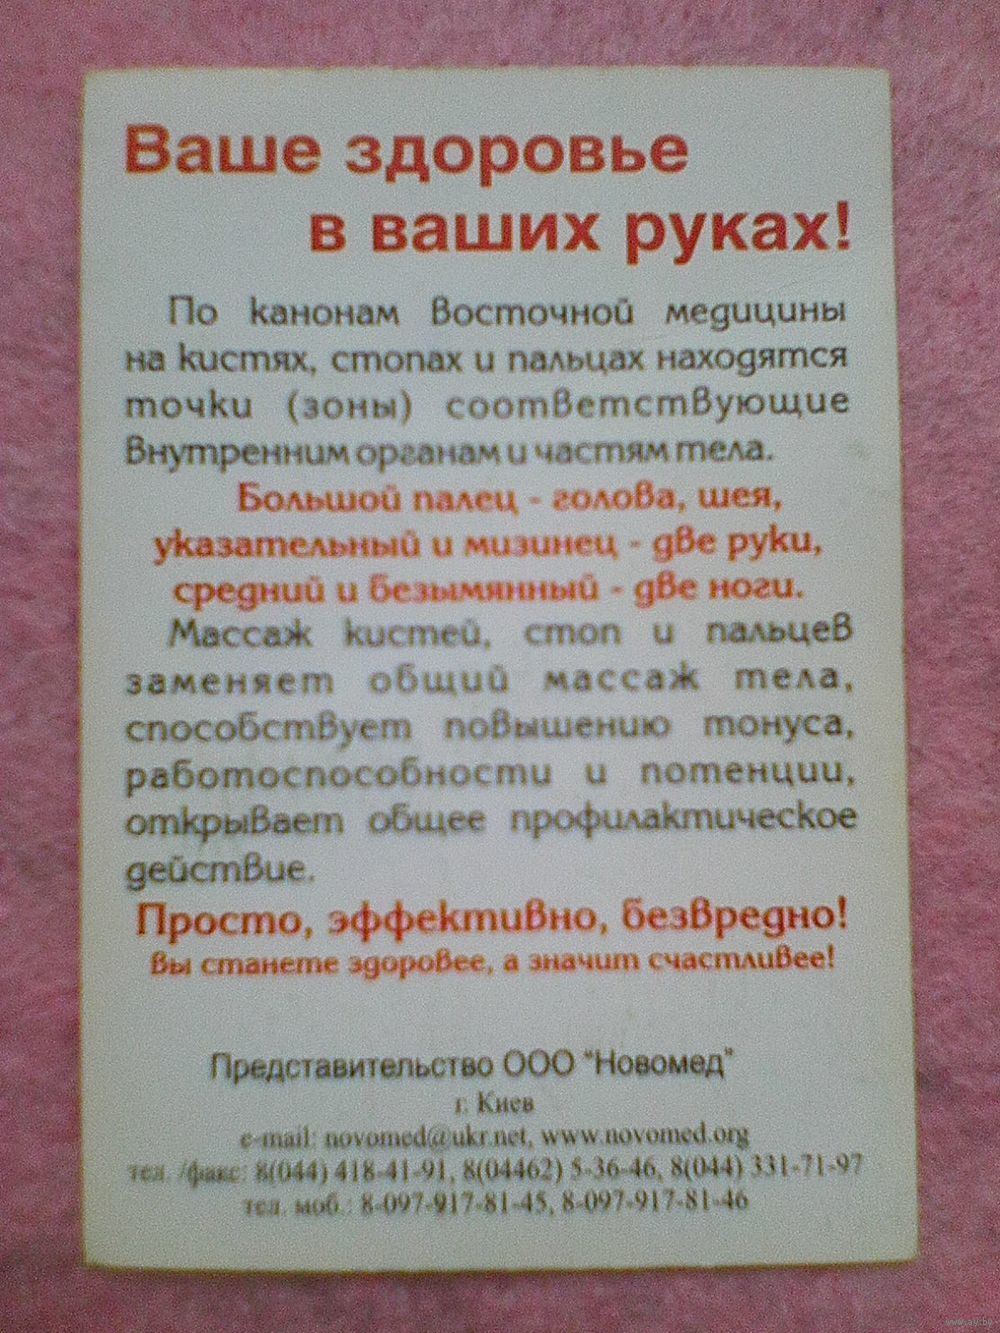 Ваше здоровье
в ваших руках!
По канонам восточной медицины
на кистях, стопах и пальцах находятся
точки (зоны) соответствующие
внутренним органам и частям тела.
Большой палец - голова, шея,
указательный и мизинец - две руки,
средний и безымянный - две ноги.
Массаж кистей, стоп и пальцев
заменяет общий массаж тела,
способствует повышению тонуса,
работоспособности и потенции,
открывает общее профилактическое
действие.
Просто, эффективно, безвредно!
Вы станете здоровее, а значит счастливее!
Представительство ООО "Новомед"
г. Киев
e-mail: novomed@ukr.net, www.novomed.org
тел. /факс: 8(044) 418-41-91, 8(04462) 5-36-46, 8(044) 331-71-97
тел. моб.: 8-097-917-81-45, 8-097-917-81-46
www.ay.by